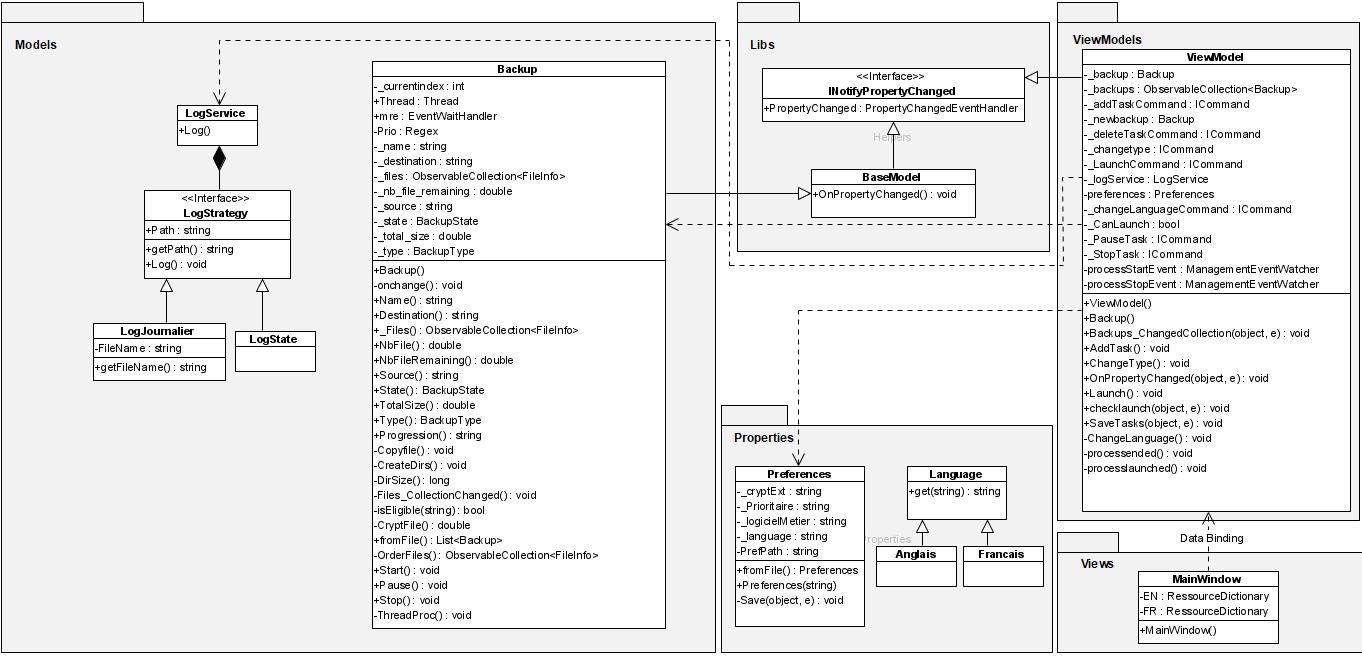 Models
LogService
+Log()
<<Interface>>
LogStrategy
+Path : string
+getPath() : string
+Log() : void
LogJournalier
-FileName : string
+getFileName() : string
LogState
Backup
-_currentindex : int
+Thread : Thread
+mre : EventWaitHandler
-Prio : Regex
-_name : string
-_destination : string
-_files : ObservableCollection<FileInfo>
-_nb_file_remaining : double
-_source : string
-_state : BackupState
-_total_size : double
-_type : BackupType
+Backup()
-onchange() : void
+Name() : string
+Destination() : string
+_Files() : ObservableCollection<FileInfo>
+NbFile() : double
+NbFileRemaining() : double
+Source() : string
+State() : BackupState
+TotalSize() : double
+Type() : BackupType
+Progression() : string
-Copyfile() : void
-CreateDirs() : void
-DirSize() : long
-Files_CollectionChanged() : void
-isEligible(string) : bool
-CryptFile() : double
+fromFile() : List<Backup>
-OrderFiles() : ObservableCollection<FileInfo>
+Start() : void
+Pause() : void
+Stop() : void
-ThreadProc() : void
Libs
<<Interface>>
INotifyPropertyChanged
+PropertyChanged : PropertyChangedEventHandler
Helpers
BaseModel
+OnPropertyChanged() : void
Properties
Preferences
-_cryptExt : string
-_Prioritaire : string
-_logicielMetier : string
-_language : string
-PrefPath : string
+fromFile() : Preferences
+Preferences(string)
-Save(object, e) : void
Language
+get(string) : string
Properties
Anglais
Francais
ViewModels
ViewModel
-_backup : Backup
-_backups : ObservableCollection<Backup>
-_addTaskCommand : ICommand
-_newbackup : Backup
-_deleteTaskCommand : ICommand
-_changetype : ICommand
-_LaunchCommand : ICommand
-_logService : LogService
-preferences : Preferences
-_changeLanguageCommand : ICommand
-_CanLaunch : bool
-_PauseTask : ICommand
-_StopTask : ICommand
-processStartEvent : ManagementEventWatcher
-processStopEvent : ManagementEventWatcher
+ViewModel()
+Backup()
+Backups_ChangedCollection(object, e) : void
+AddTask() : void
+ChangeType() : void
+OnPropertyChanged(object, e) : void
+Launch() : void
+checklaunch(object, e) : void
+SaveTasks(object, e) : void
-ChangeLanguage() : void
-processended() : void
-processlaunched() : void
Data Binding
Views
MainWindow
-EN : RessourceDictionary
-FR : RessourceDictionary
+MainWindow()